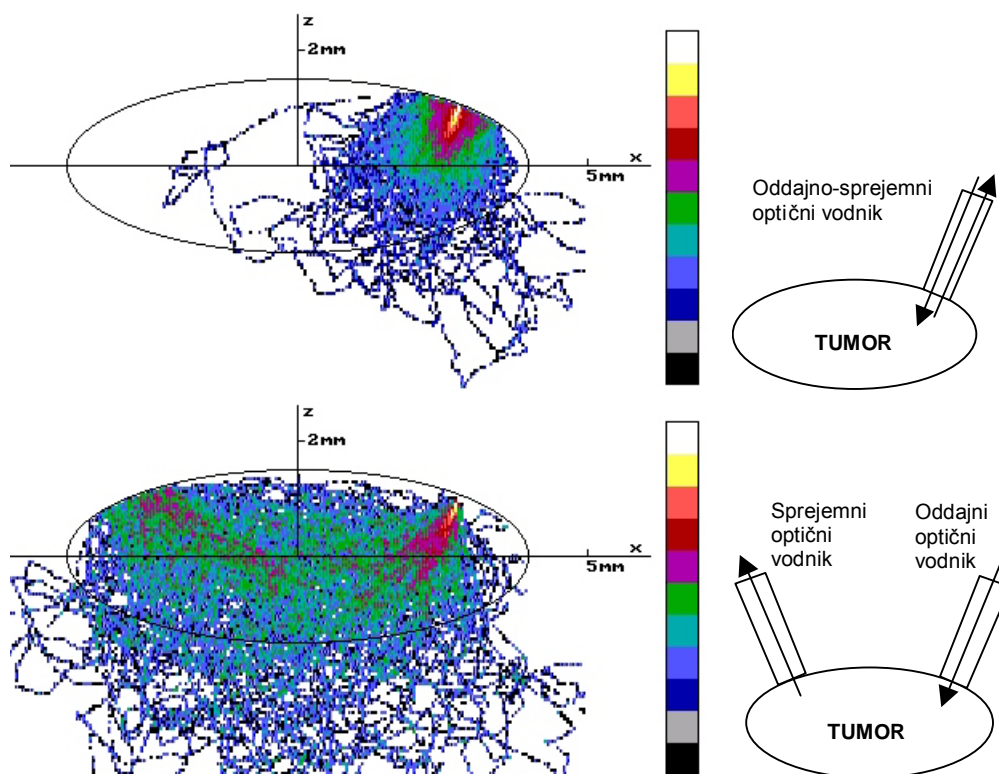 z
2mm
x
5mm
Oddajno-sprejemni
optični vodnik
TUMOR
z
2mm
x
5mm
Sprejemni
optični
vodnik
Oddajni
optični
vodnik
TUMOR